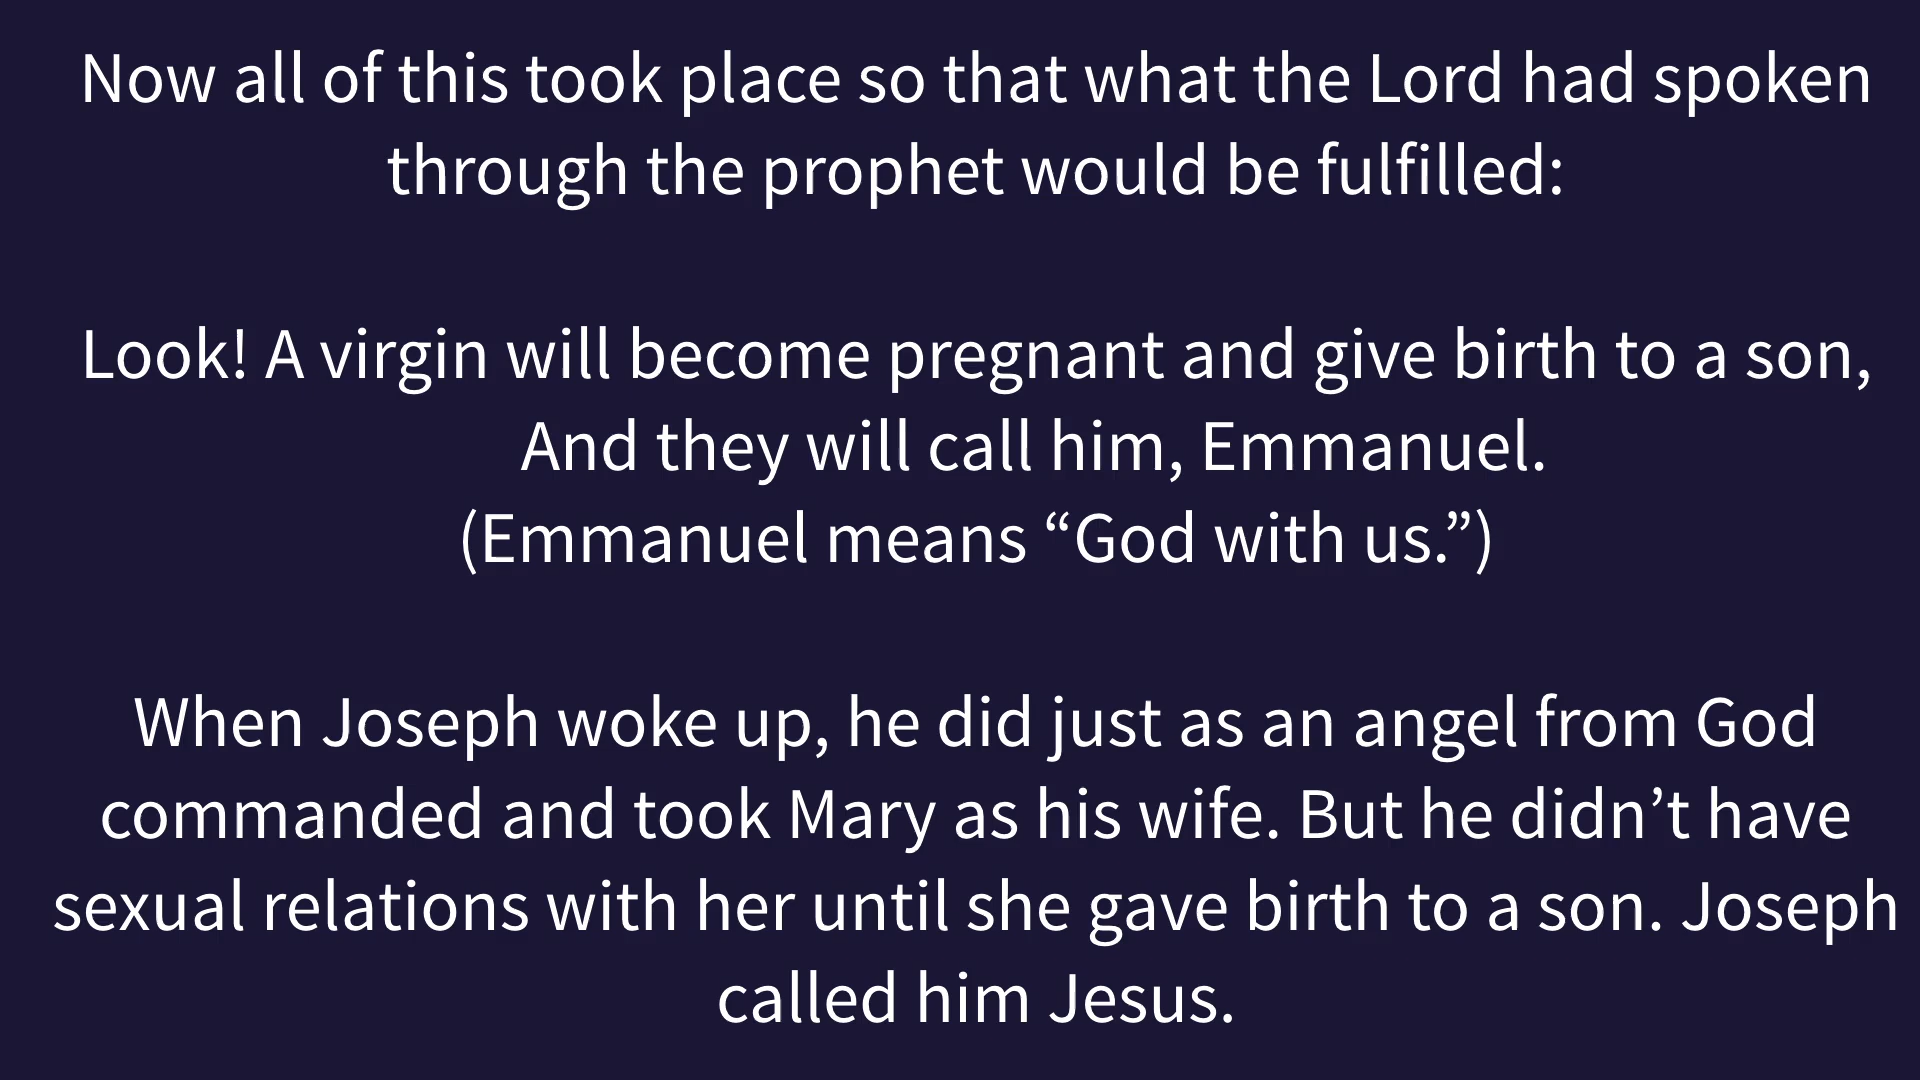 Now all of this took place so that what the Lord had spoken
through the prophet would be fulfilled:
Look! A virgin will become pregnant and give birth to a son,
And they will call him, Emmanuel.
(Emmanuel means “God with us.”)
When Joseph woke up, he did just as an angel from God
commanded and took Mary as his wife. But he didn’t have
sexual relations with her until she gave birth to a son. Joseph
called him Jesus.